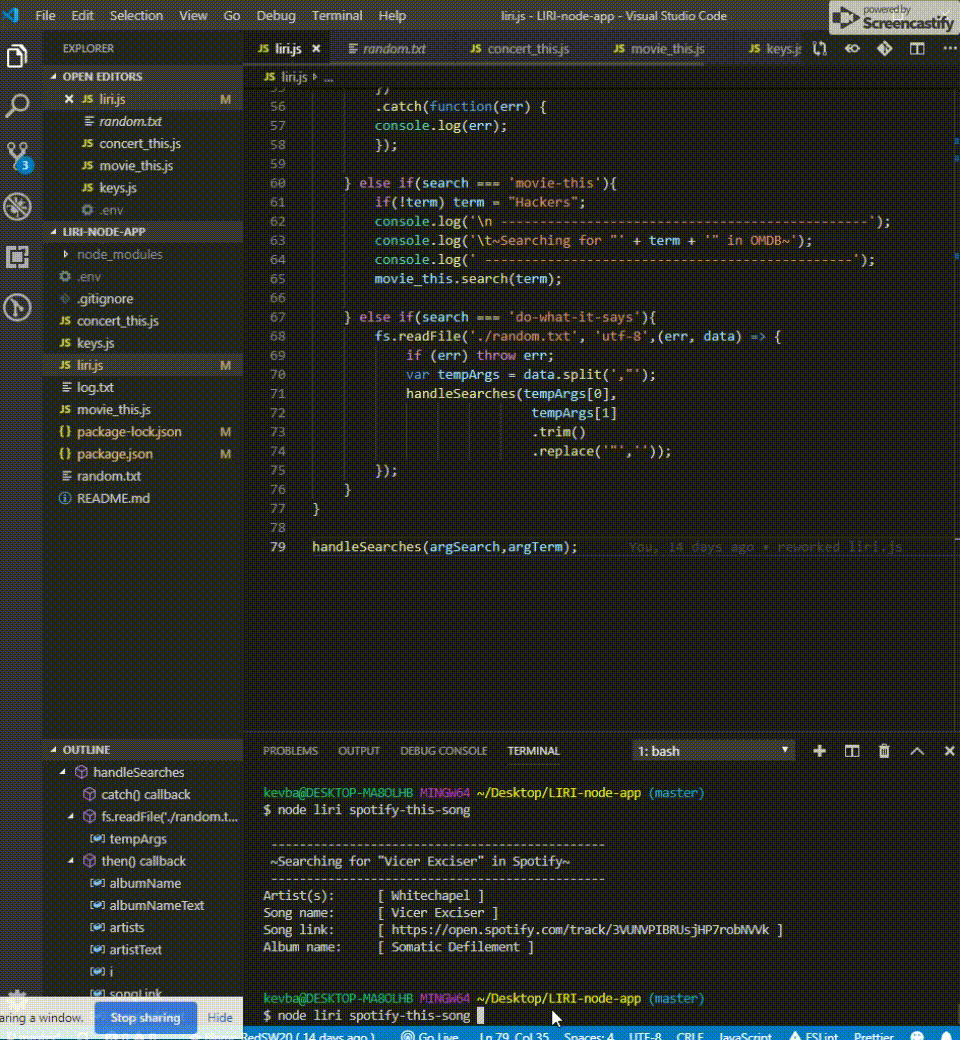 File Edit Selection View Go Debug Terminal Help liri.js - LIRI-node-app - Visual Studio Code
powered by
Screencastify
EXPLORER
OPEN EDITORS
liri.js M
random.txt
concert_this.js
movie_this.js
keys.js
.env
LIRI-NODE-APP
node_modules
.env
.gitignore
JS concert_this.js
JS keys.js
JS liri.js M
log.txt
JS movie_this.js
{} package-lock.json M
{} package.json M
random.txt
README.md
OUTLINE
handleSearches
catch() callback
fs.readFile('./random.t...
tempArgs
then() callback
albumName
albumNameText
artists
artistText
i
songLink
JS liri.js random.txt JS concert_this.js JS movie_this.js JS keys.js
JS liri.js ...
55 })
56 .catch(function(err) {
57 console.log(err);
58 });
59
60 } else if(search === 'movie-this'){
61 if(!term) term = "Hackers";
62 console.log('\n -----------------------------------------------');
63 console.log('\t~Searching for "' + term + '" in OMDB~');
64 console.log(' -----------------------------------------------');
65 movie_this.search(term);
66
67 } else if(search === 'do-what-it-says'){
68 fs.readFile('./random.txt', 'utf-8',(err, data) => {
69 if (err) throw err;
70 var tempArgs = data.split(',"');
71 handleSearches(tempArgs[0],
72 tempArgs[1]
73 .trim()
74 .replace('"',''));
75 });
76 }
77 }
78
79 handleSearches(argSearch,argTerm); You, 14 days ago • reworked liri.js
PROBLEMS OUTPUT DEBUG CONSOLE TERMINAL 1: bash
kevba@DESKTOP-MA8OLHB MINGW64 ~/Desktop/LIRI-node-app (master)
$ node liri spotify-this-song
-------------------------------------------
~Searching for "Vicer Exciser" in Spotify~
-------------------------------------------
Artist(s): [ Whitechapel ]
Song name: [ Vicer Exciser ]
Song link: [ https://open.spotify.com/track/3VUNVPIBRUsjHP7robNVVk ]
Album name: [ Somatic Defilement ]
kevba@DESKTOP-MA8OLHB MINGW64 ~/Desktop/LIRI-node-app (master)
$ node liri spotify-this-song
aring a window. Stop sharing Hide
RedSW20 ( 14 days ago ) Go Live Ln 79, Col 35 Spaces: 4 UTF-8 CRLF JavaScript ESLint Prettier
3